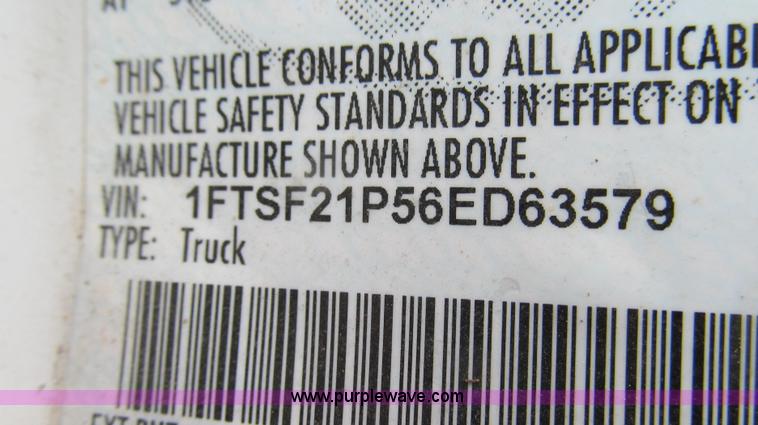 THIS VEHICLE CONFORMS TO ALL
VEHICLE SAFETY STANDARDS IN EFFECT ON
MANUFACTURE SHOWN ABOVE.
VIN: 1FTSF21P56ED63579
TYPE: Truck
www.purplewave.com